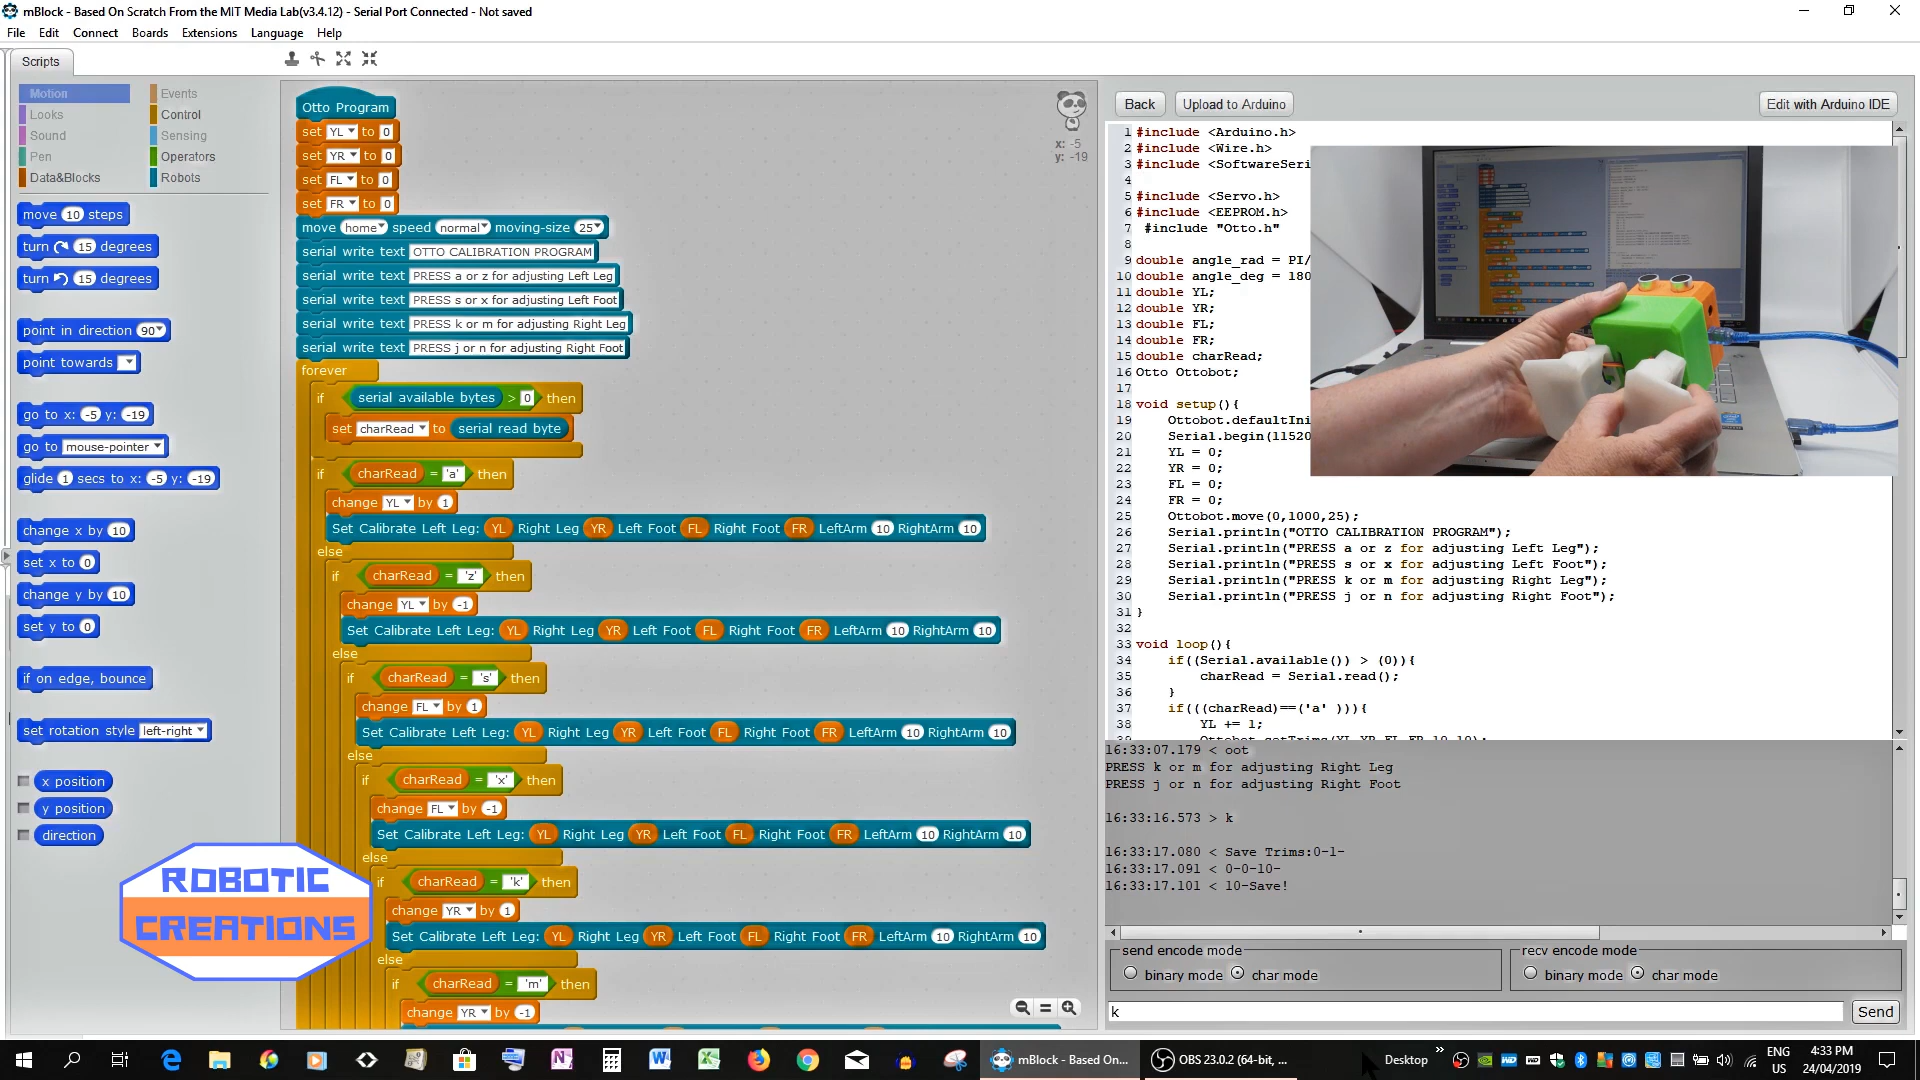 mBlock - Based On Scratch From the MIT Media Lab(v3.4.12) - Serial Port Connected - Not saved
File Edit Connect Boards Extensions Language Help
Scripts
Motion Events
Looks Control
Sound Sensing
Pen Operators
Data&Blocks Robots
move 10 steps
turn 15 degrees
turn 15 degrees
point in direction 90
point towards
go to x: -5 y: -19
go to mouse-pointer
glide 1 secs to x: -5 y: -19
change x by 10
set x to 0
change y by 10
set y to 0
if on edge, bounce
set rotation style left-right
x position
y position
direction
ROBOTIC
CREATIONS
Otto Program
set YL to 0
set YR to 0
set FL to 0
set FR to 0
move home speed normal moving-size 25
serial write text OTTO CALIBRATION PROGRAM
serial write text PRESS a or z for adjusting Left Leg
serial write text PRESS s or x for adjusting Left Foot
serial write text PRESS k or m for adjusting Right Leg
serial write text PRESS j or n for adjusting Right Foot
forever
if serial available bytes > 0 then
set charRead to serial read byte
if charRead = 'a' then
change YL by 1
Set Calibrate Left Leg: YL Right Leg YR Left Foot FL Right Foot FR LeftArm 10 RightArm 10
else
if charRead = 'z' then
change YL by -1
Set Calibrate Left Leg: YL Right Leg YR Left Foot FL Right Foot FR LeftArm 10 RightArm 10
else
if charRead = 's' then
change FL by 1
Set Calibrate Left Leg: YL Right Leg YR Left Foot FL Right Foot FR LeftArm 10 RightArm 10
else
if charRead = 'x' then
change FL by -1
Set Calibrate Left Leg: YL Right Leg YR Left Foot FL Right Foot FR LeftArm 10 RightArm 10
else
if charRead = 'k' then
change YR by 1
Set Calibrate Left Leg: YL Right Leg YR Left Foot FL Right Foot FR LeftArm 10 RightArm 10
else
if charRead = 'm' then
change YR by -1
x: -5
y: -19
Back Upload to Arduino Edit with Arduino IDE
1 #include <Arduino.h>
2 #include <Wire.h>
3 #include <SoftwareSeri
4
5 #include <Servo.h>
6 #include <EEPROM.h>
7 #include "Otto.h"
8
9 double angle_rad = PI/
10 double angle_deg = 180
11 double YL;
12 double YR;
13 double FL;
14 double FR;
15 double charRead;
16 Otto Ottobot;
17
18 void setup(){
19 Ottobot.defaultIni
20 Serial.begin(11520
21 YL = 0;
22 YR = 0;
23 FL = 0;
24 FR = 0;
25 Ottobot.move(0,1000,25);
26 Serial.println("OTTO CALIBRATION PROGRAM");
27 Serial.println("PRESS a or z for adjusting Left Leg");
28 Serial.println("PRESS s or x for adjusting Left Foot");
29 Serial.println("PRESS k or m for adjusting Right Leg");
30 Serial.println("PRESS j or n for adjusting Right Foot");
31 }
32
33 void loop(){
34 if((Serial.available()) > (0)){
35 charRead = Serial.read();
36 }
37 if(((charRead)==('a' ))){
38 YL += 1;
39 Ottobot.setTrims(YL,YR,FL,FR,10,10);
16:33:07.179 < oot
PRESS k or m for adjusting Right Leg
PRESS j or n for adjusting Right Foot
16:33:16.573 > k
16:33:17.080 < Save Trims:0-1-
16:33:17.091 < 0-0-10-
16:33:17.101 < 10-Save!
send encode mode recv encode mode
binary mode char mode binary mode char mode
k Send
mBlock - Based On... OBS 23.0.2 (64-bit, ... Desktop ENG US 4:33 PM 24/04/2019